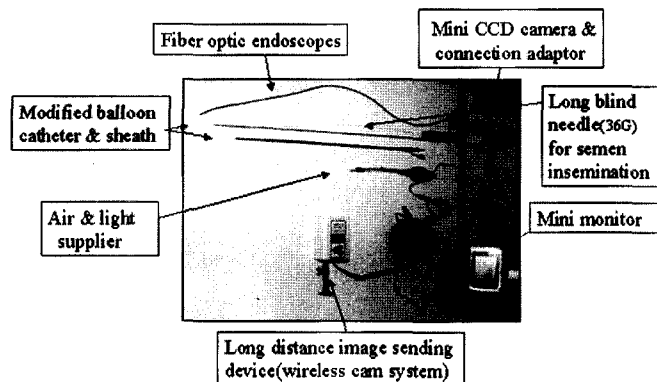 Fiber optic endoscopes
Mini CCD camera &
connection adaptor
Modified balloon
catheter & sheath
Long blind
needle(36G)
for semen
insemination
Air & light
supplier
Mini monitor
Long distance image sending
device(wireless cam system)